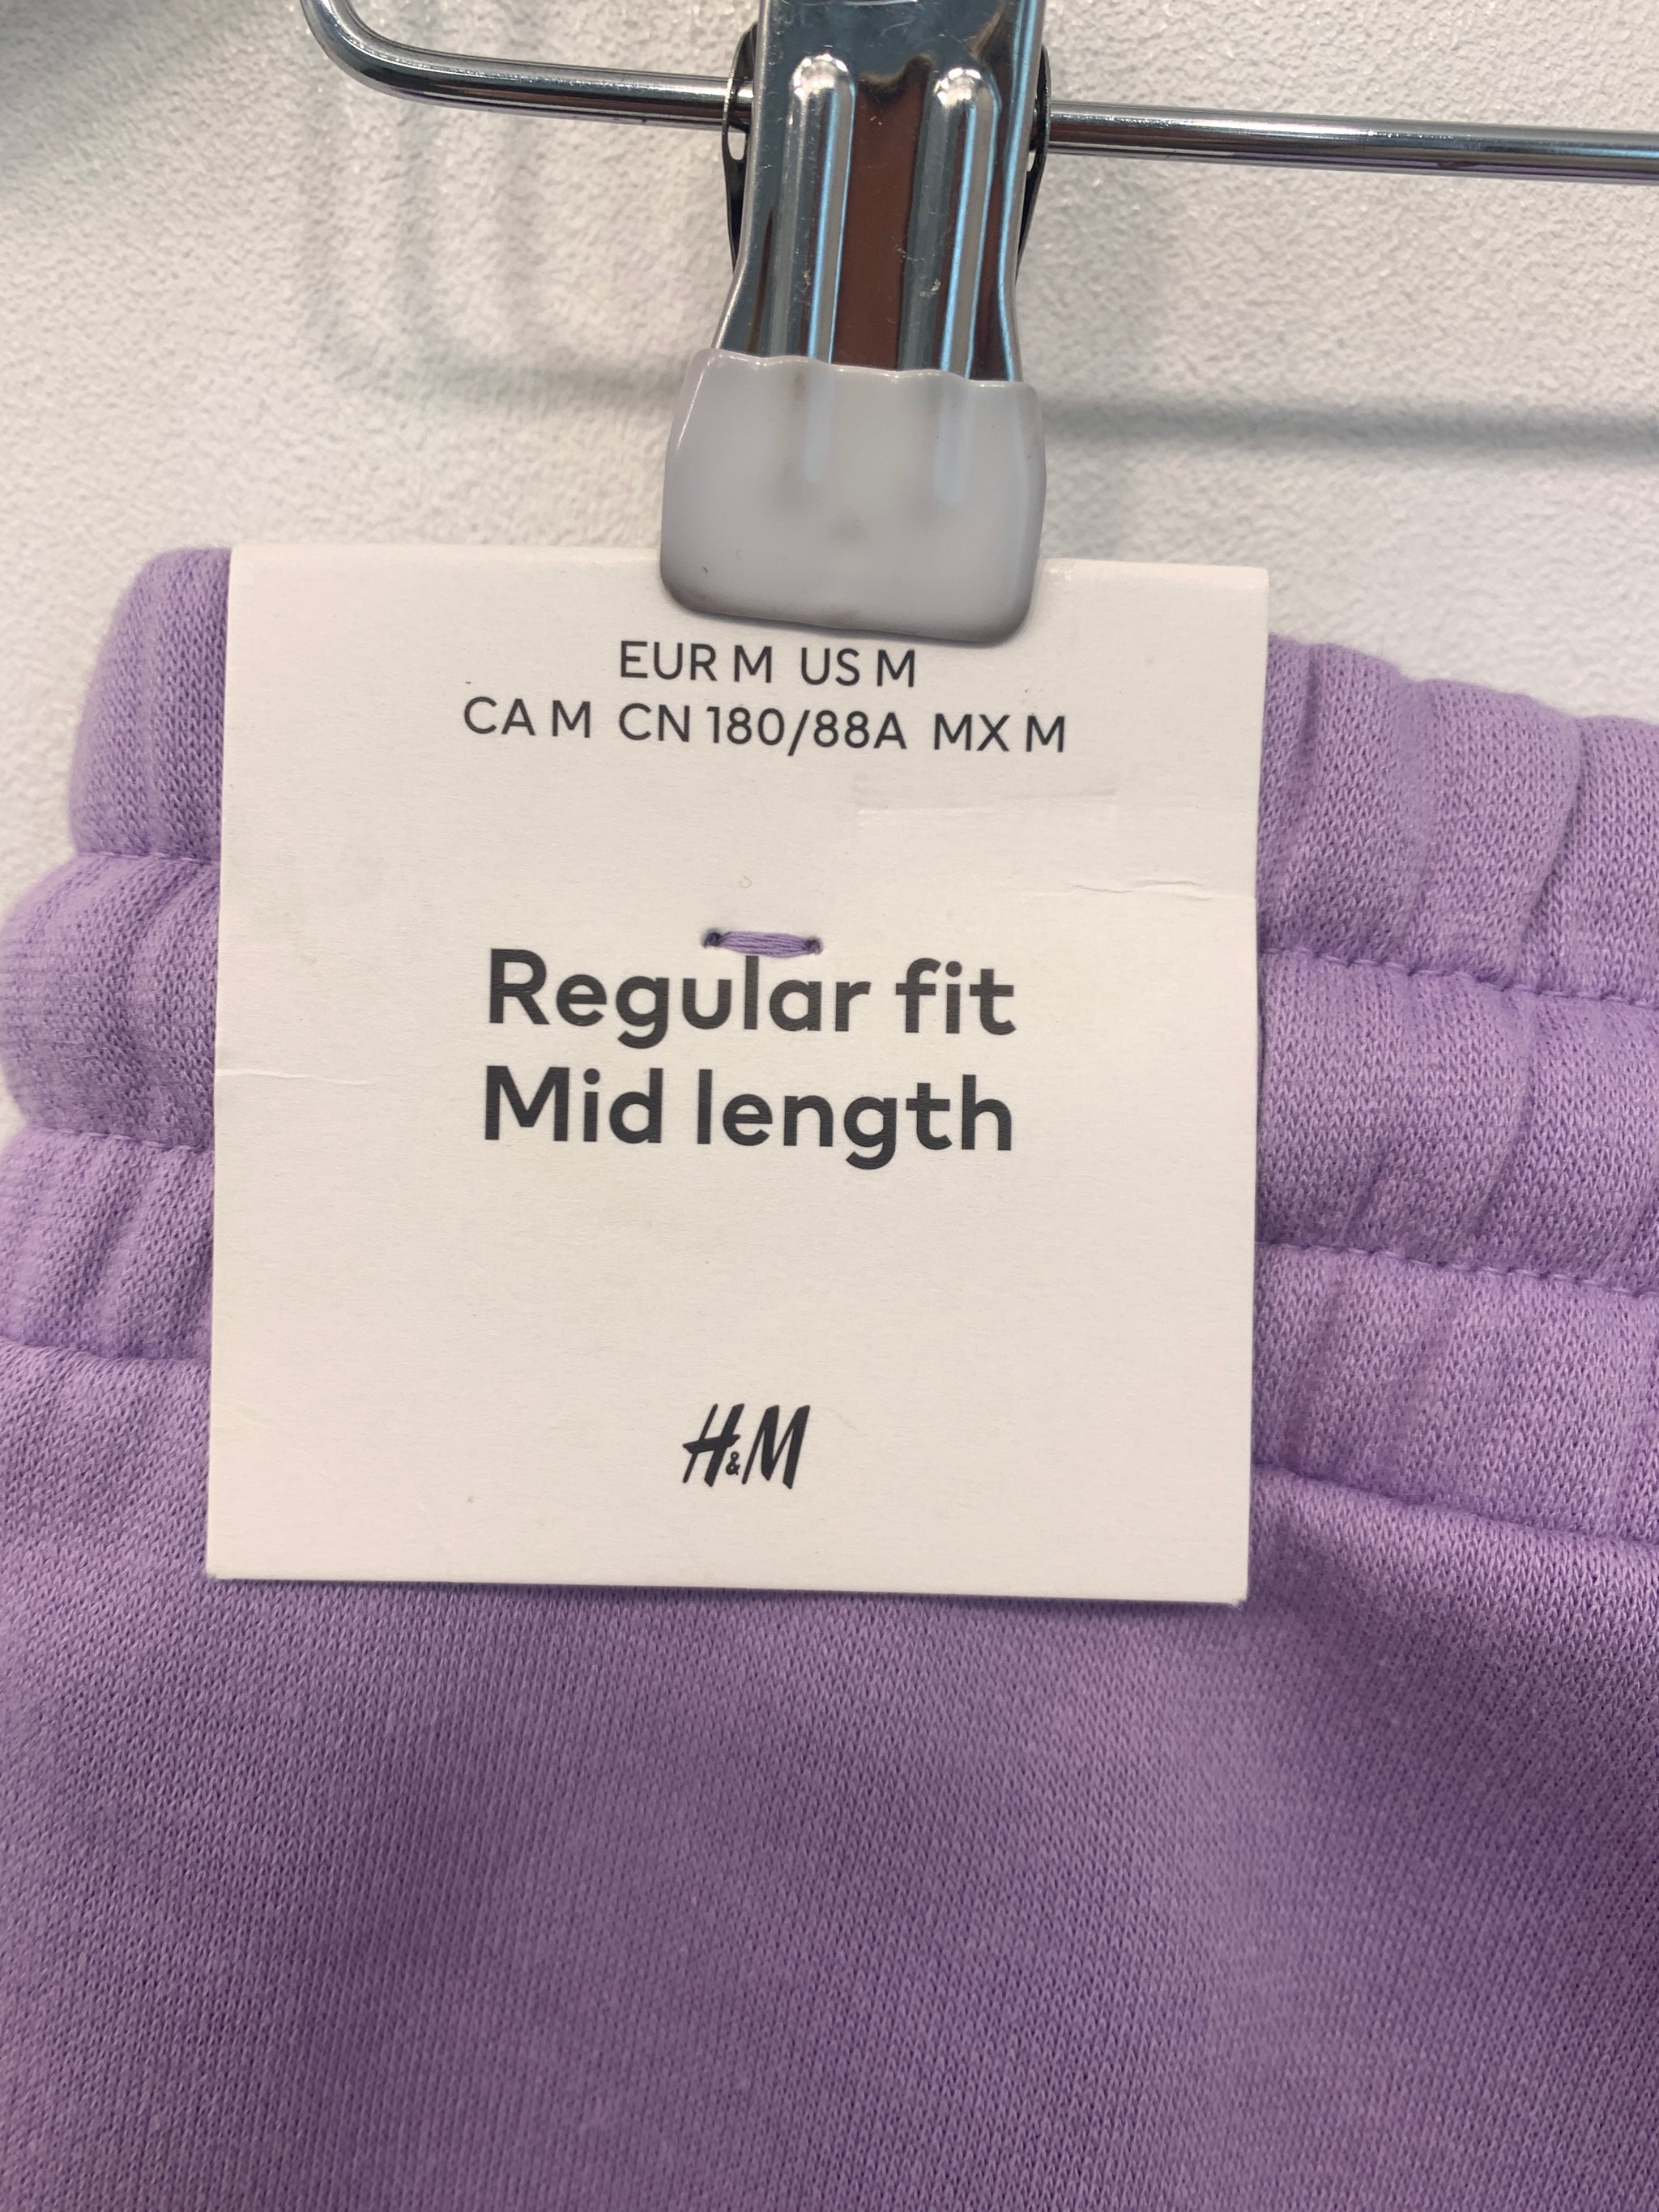 EUR M US M
CA M CN 180/88A MX M
Regular fit
Mid length
H&M